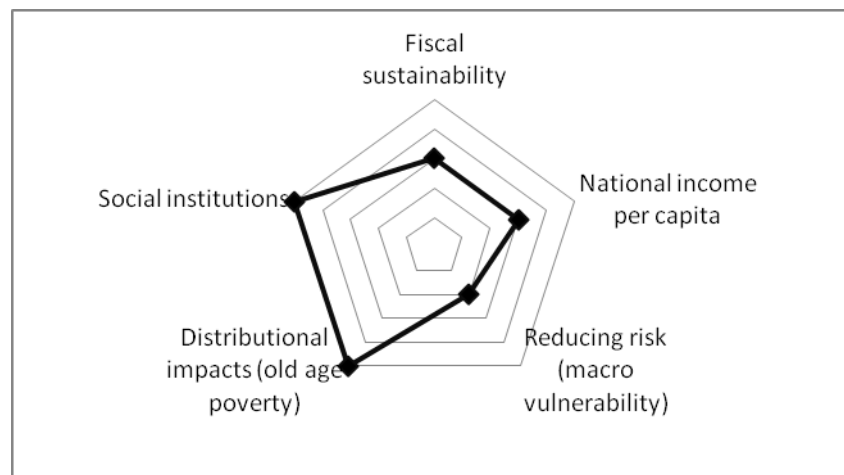 Fiscal
sustainability
National income
per capita
Social institutions
Distributional
impacts (old age
poverty)
Reducing risk
(macro
vulnerability)